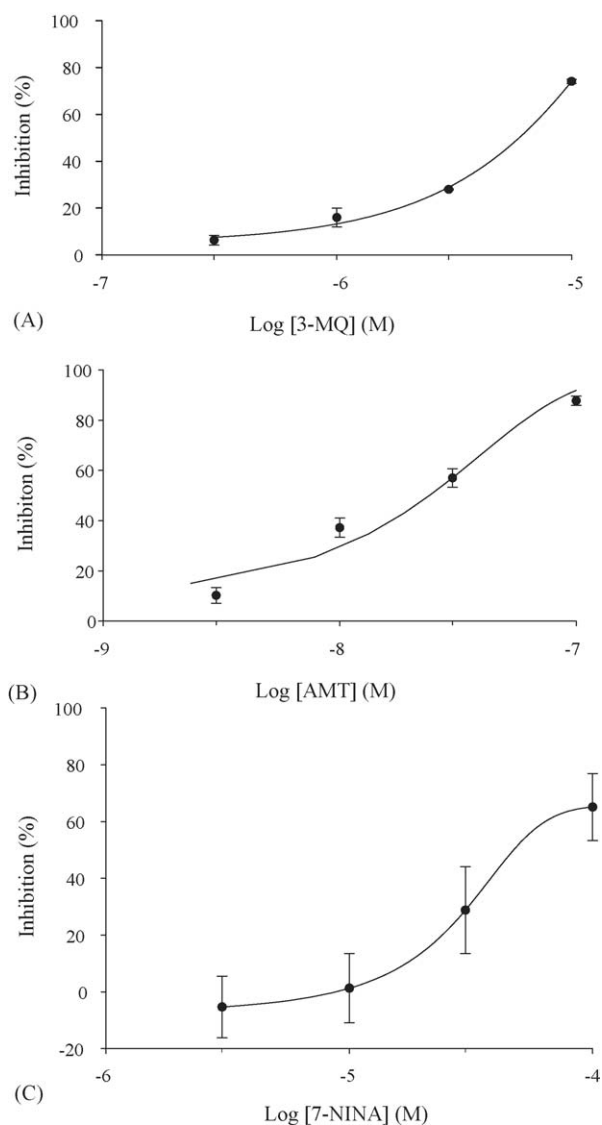 100
80
60
40
20
0
Inhibition (%)
-7 -6 -5
(A)
Log [3-MQ] (M)
100
80
60
40
20
0
Inhibiton (%)
-9 -8 -7
(B)
Log [AMT] (M)
100
80
60
40
20
0
-20
Inhibition (%)
-6 -5 -4
(C)
Log [7-NINA] (M)